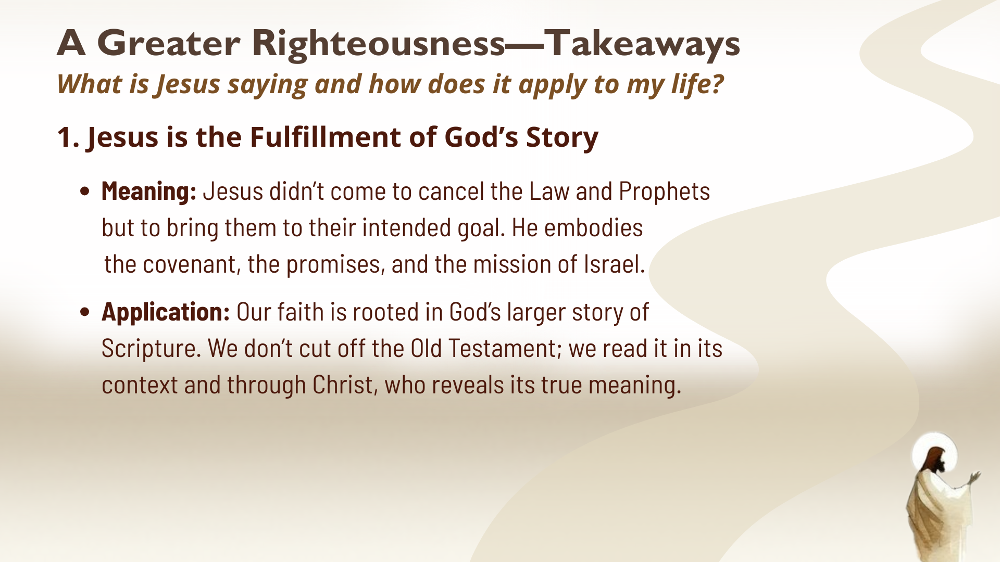 A Greater Righteousness—Takeaways
What is Jesus saying and how does it apply to my life?
1. Jesus is the Fulfillment of God’s Story
• Meaning: Jesus didn’t come to cancel the Law and Prophets
but to bring them to their intended goal. He embodies
the covenant, the promises, and the mission of Israel.
• Application: Our faith is rooted in God’s larger story of
Scripture. We don’t cut off the Old Testament; we read it in its
context and through Christ, who reveals its true meaning.